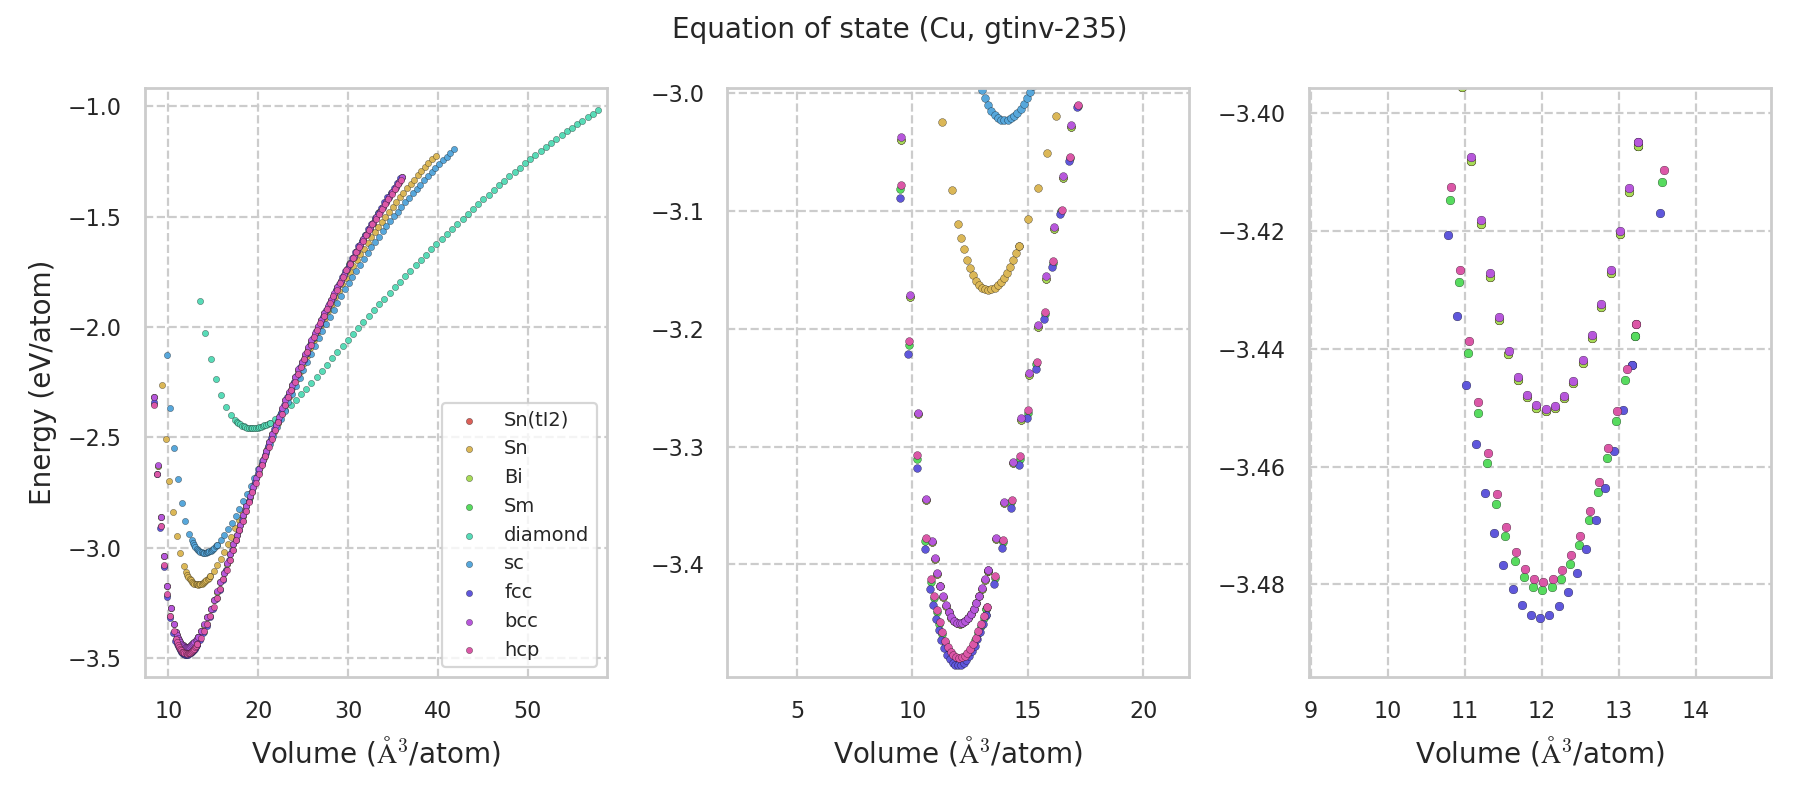 Equation of state (Cu, gtinv-235)
Energy (eV/atom)
−1.0
−1.5
−2.0
−2.5
−3.0
−3.5
10 20 30 40 50
Volume (Å³/atom)
Sn(tI2)
Sn
Bi
Sm
diamond
sc
fcc
bcc
hcp
−3.0
−3.1
−3.2
−3.3
−3.4
5 10 15 20
Volume (Å³/atom)
−3.40
−3.42
−3.44
−3.46
−3.48
9 10 11 12 13 14
Volume (Å³/atom)